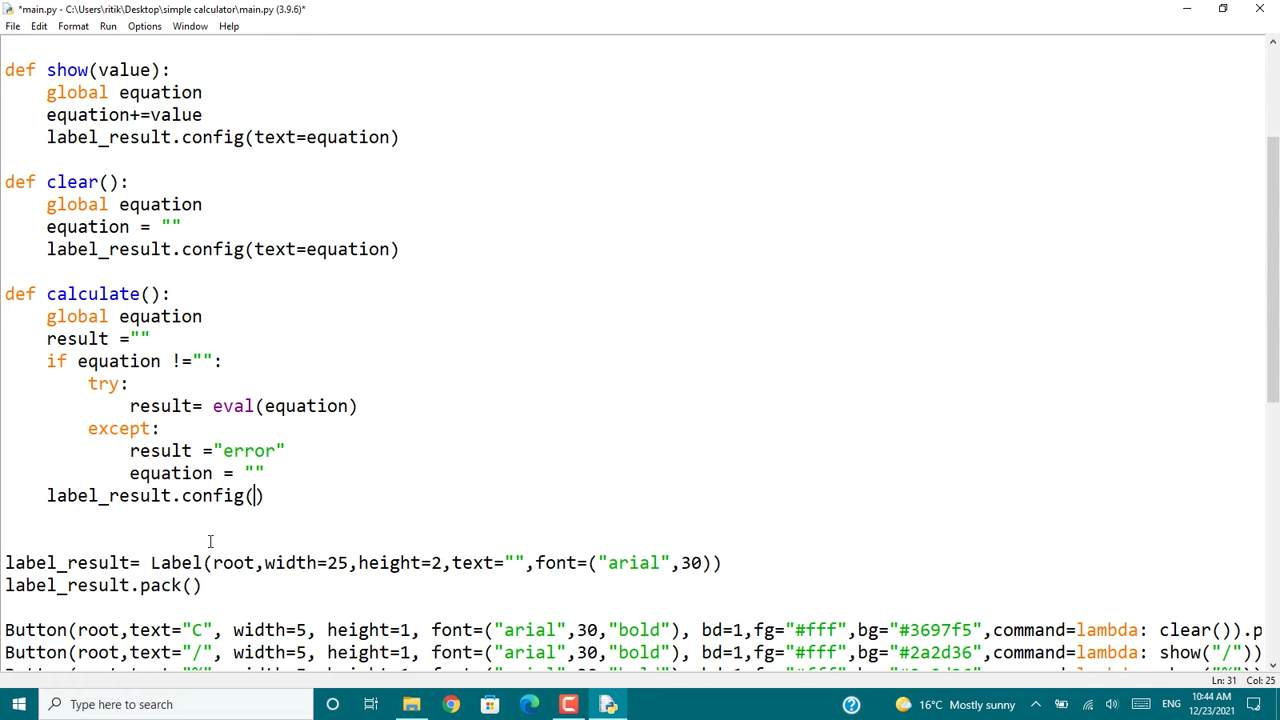 *main.py - C:\Users\ritik\Desktop\simple calculator\main.py (3.9.6)*
File Edit Format Run Options Window Help
def show(value):
    global equation
    equation+=value
    label_result.config(text=equation)
def clear():
    global equation
    equation = ""
    label_result.config(text=equation)
def calculate():
    global equation
    result =""
    if equation !="":
        try:
            result= eval(equation)
        except:
            result ="error"
            equation = ""
    label_result.config()
label_result= Label(root,width=25,height=2,text="",font=("arial",30))
label_result.pack()
Button(root,text="C", width=5, height=1, font=("arial",30,"bold"), bd=1,fg="#fff",bg="#3697f5",command=lambda: clear()).p
Button(root,text="/", width=5, height=1, font=("arial",30,"bold"), bd=1,fg="#fff",bg="#2a2d36",command=lambda: show("/"))
Ln: 31 Col: 25
Type here to search
16°C Mostly sunny
ENG
10:44 AM
12/23/2021